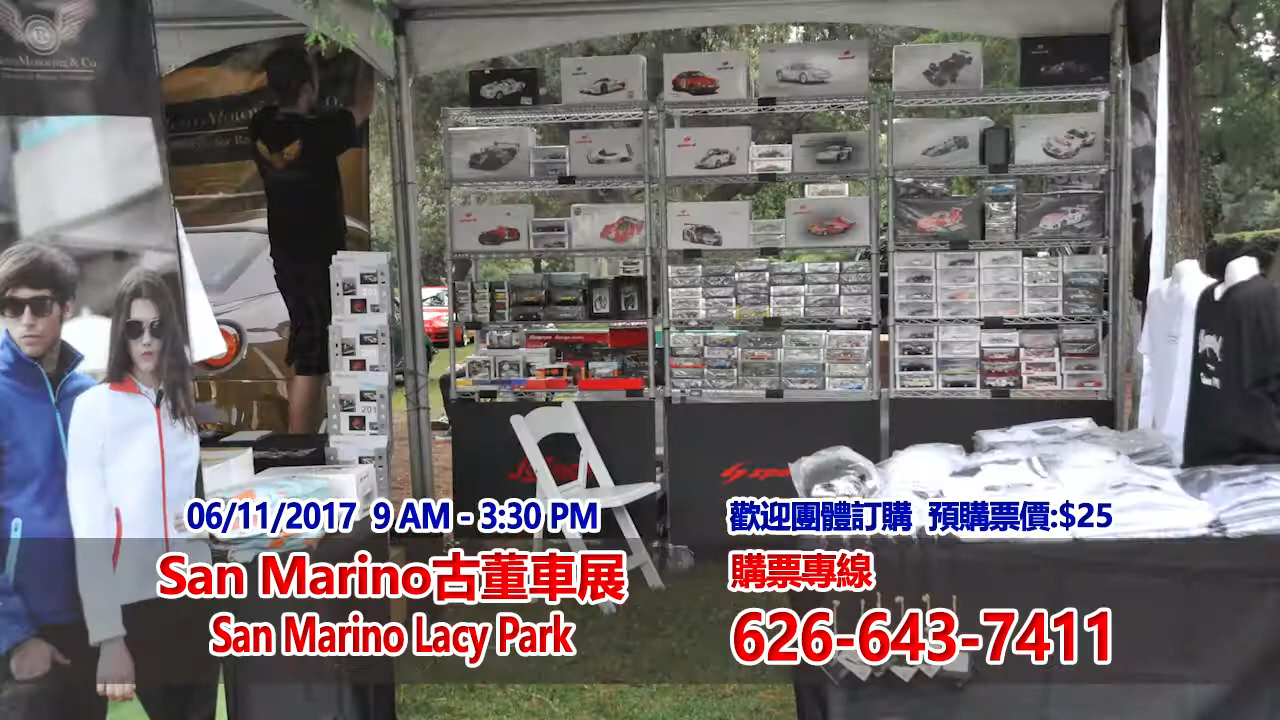 06/11/2017 9 AM - 3:30 PM
San Marino古董車展
San Marino Lacy Park
歡迎團體訂購 預購票價:$25
購票專線
626-643-7411